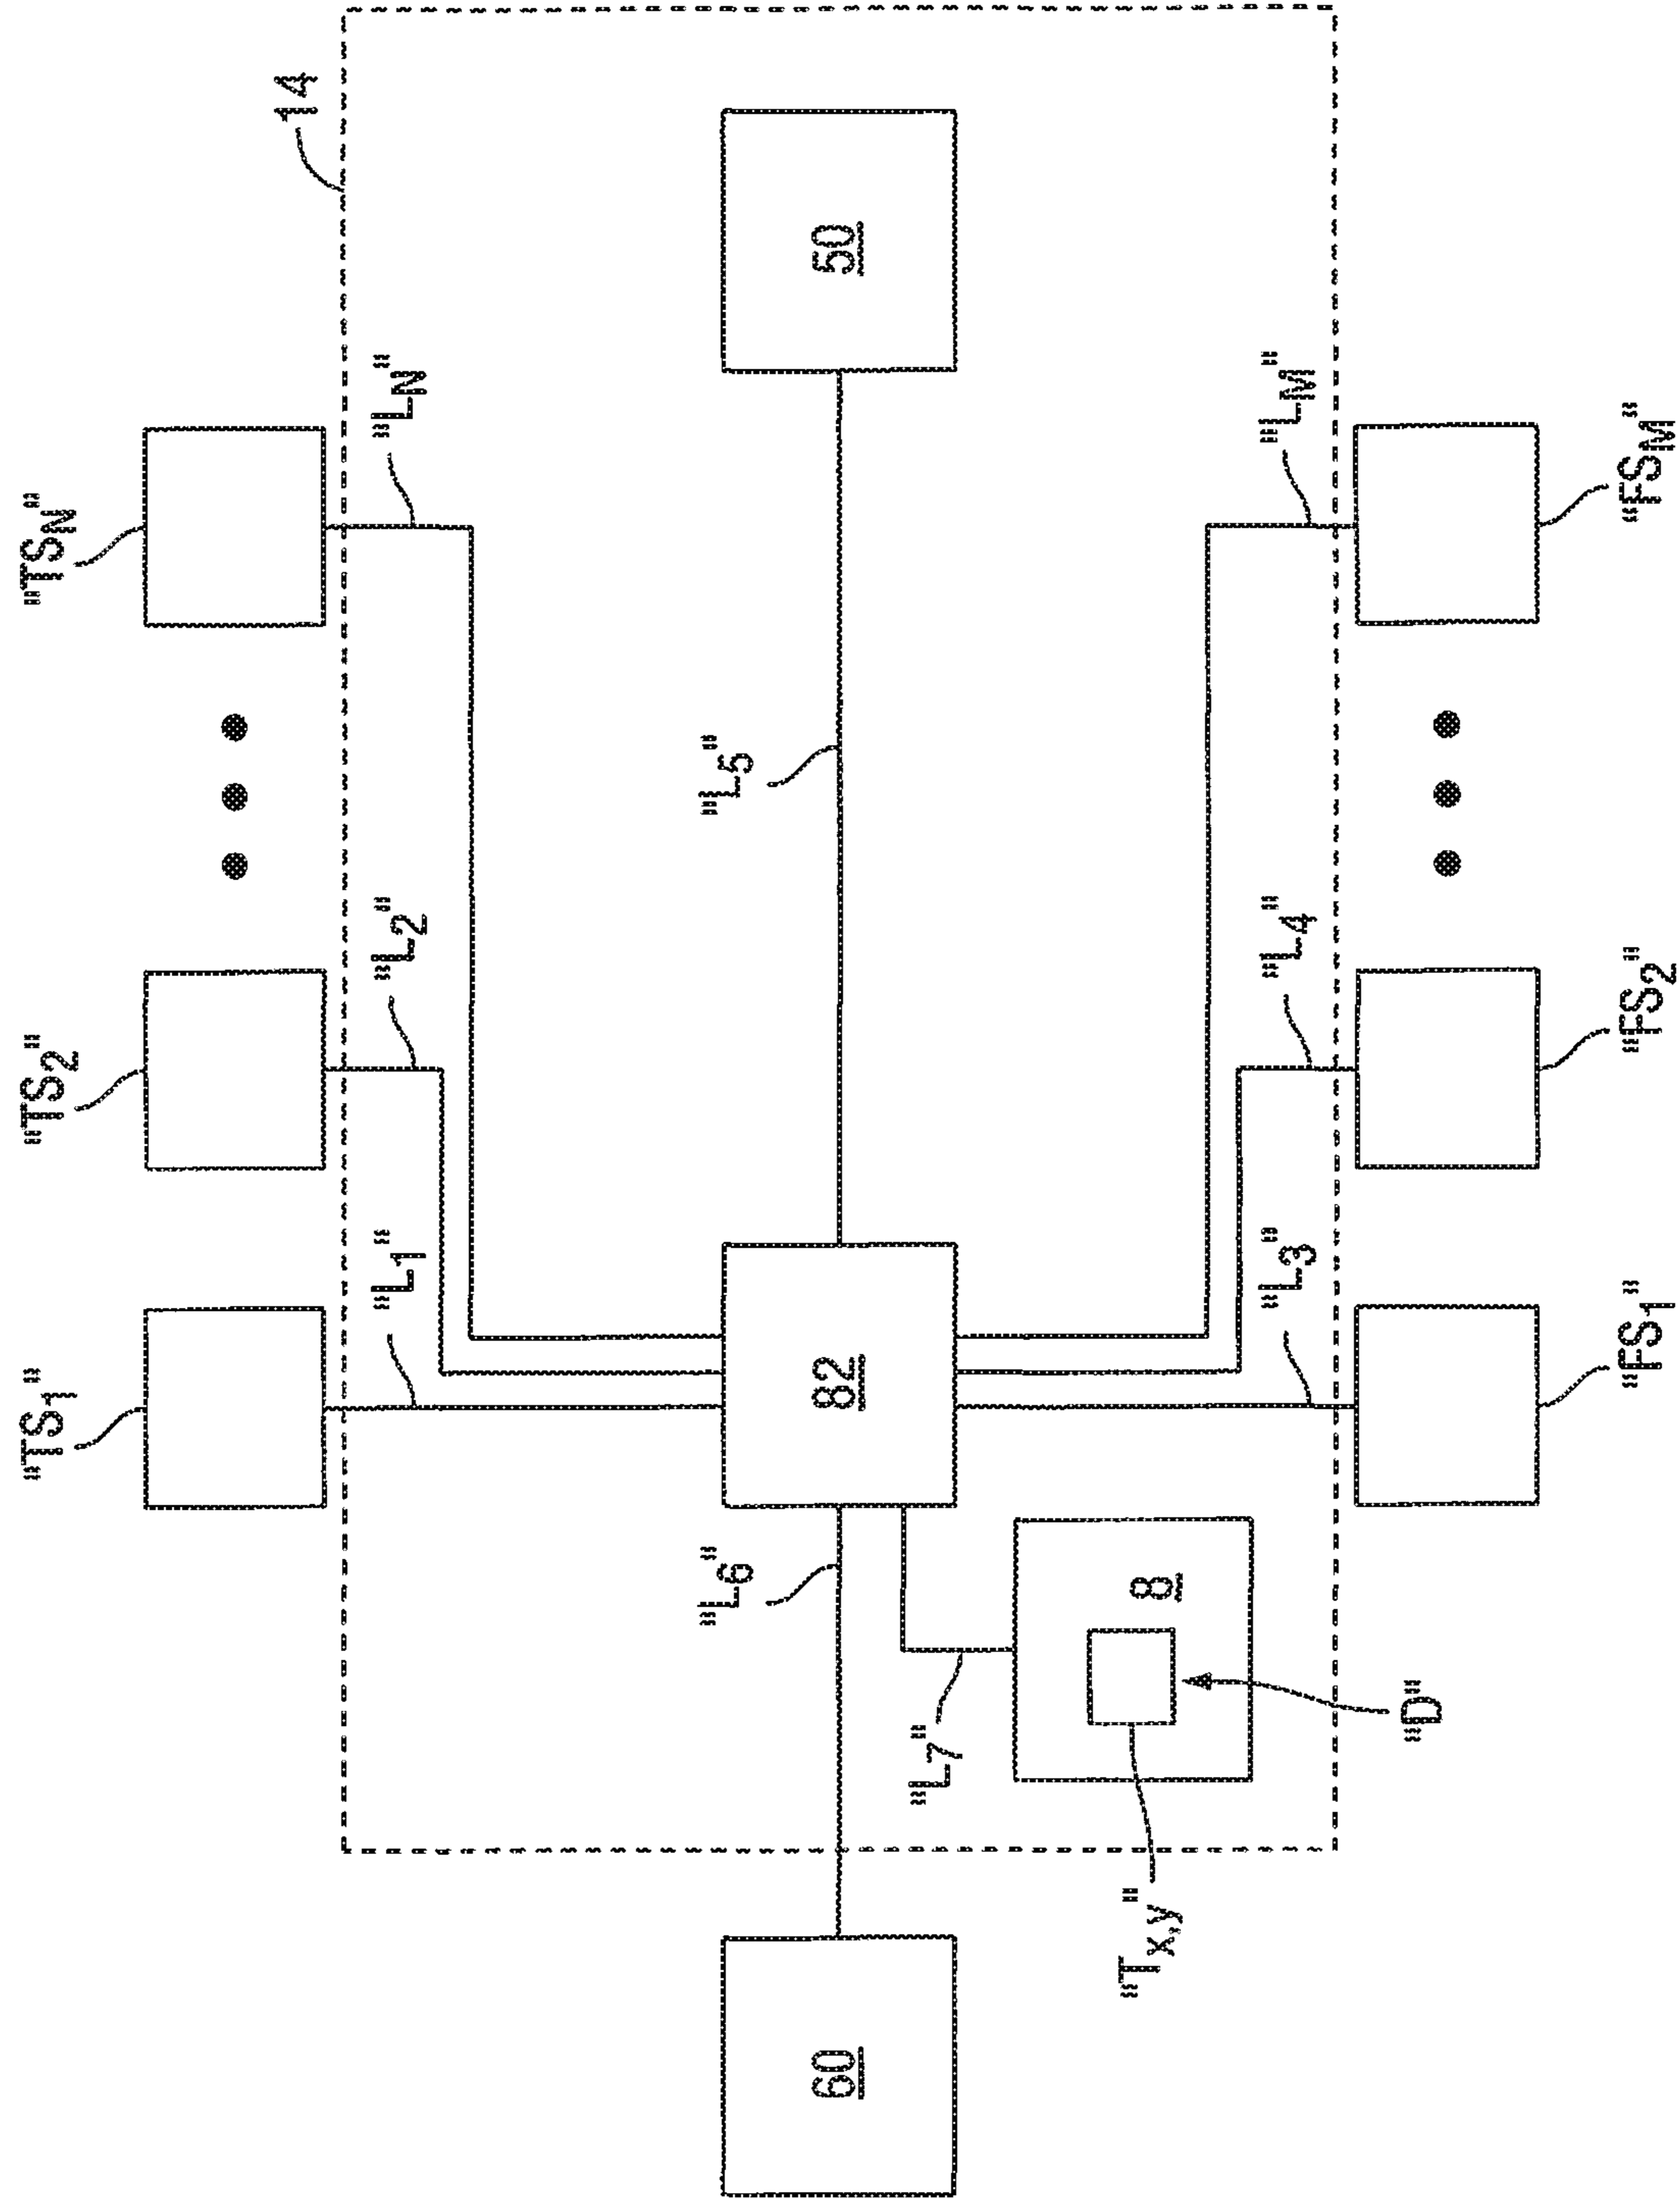 "TS1"
"TS2"
"TSN"
14
"L1"
"L2"
"LN"
"L6"
"L5"
60
82
50
"L7"
"Tx,y"
8
"L3"
"L4"
"LM"
"D"
"FS1"
"FS2"
"FSM"